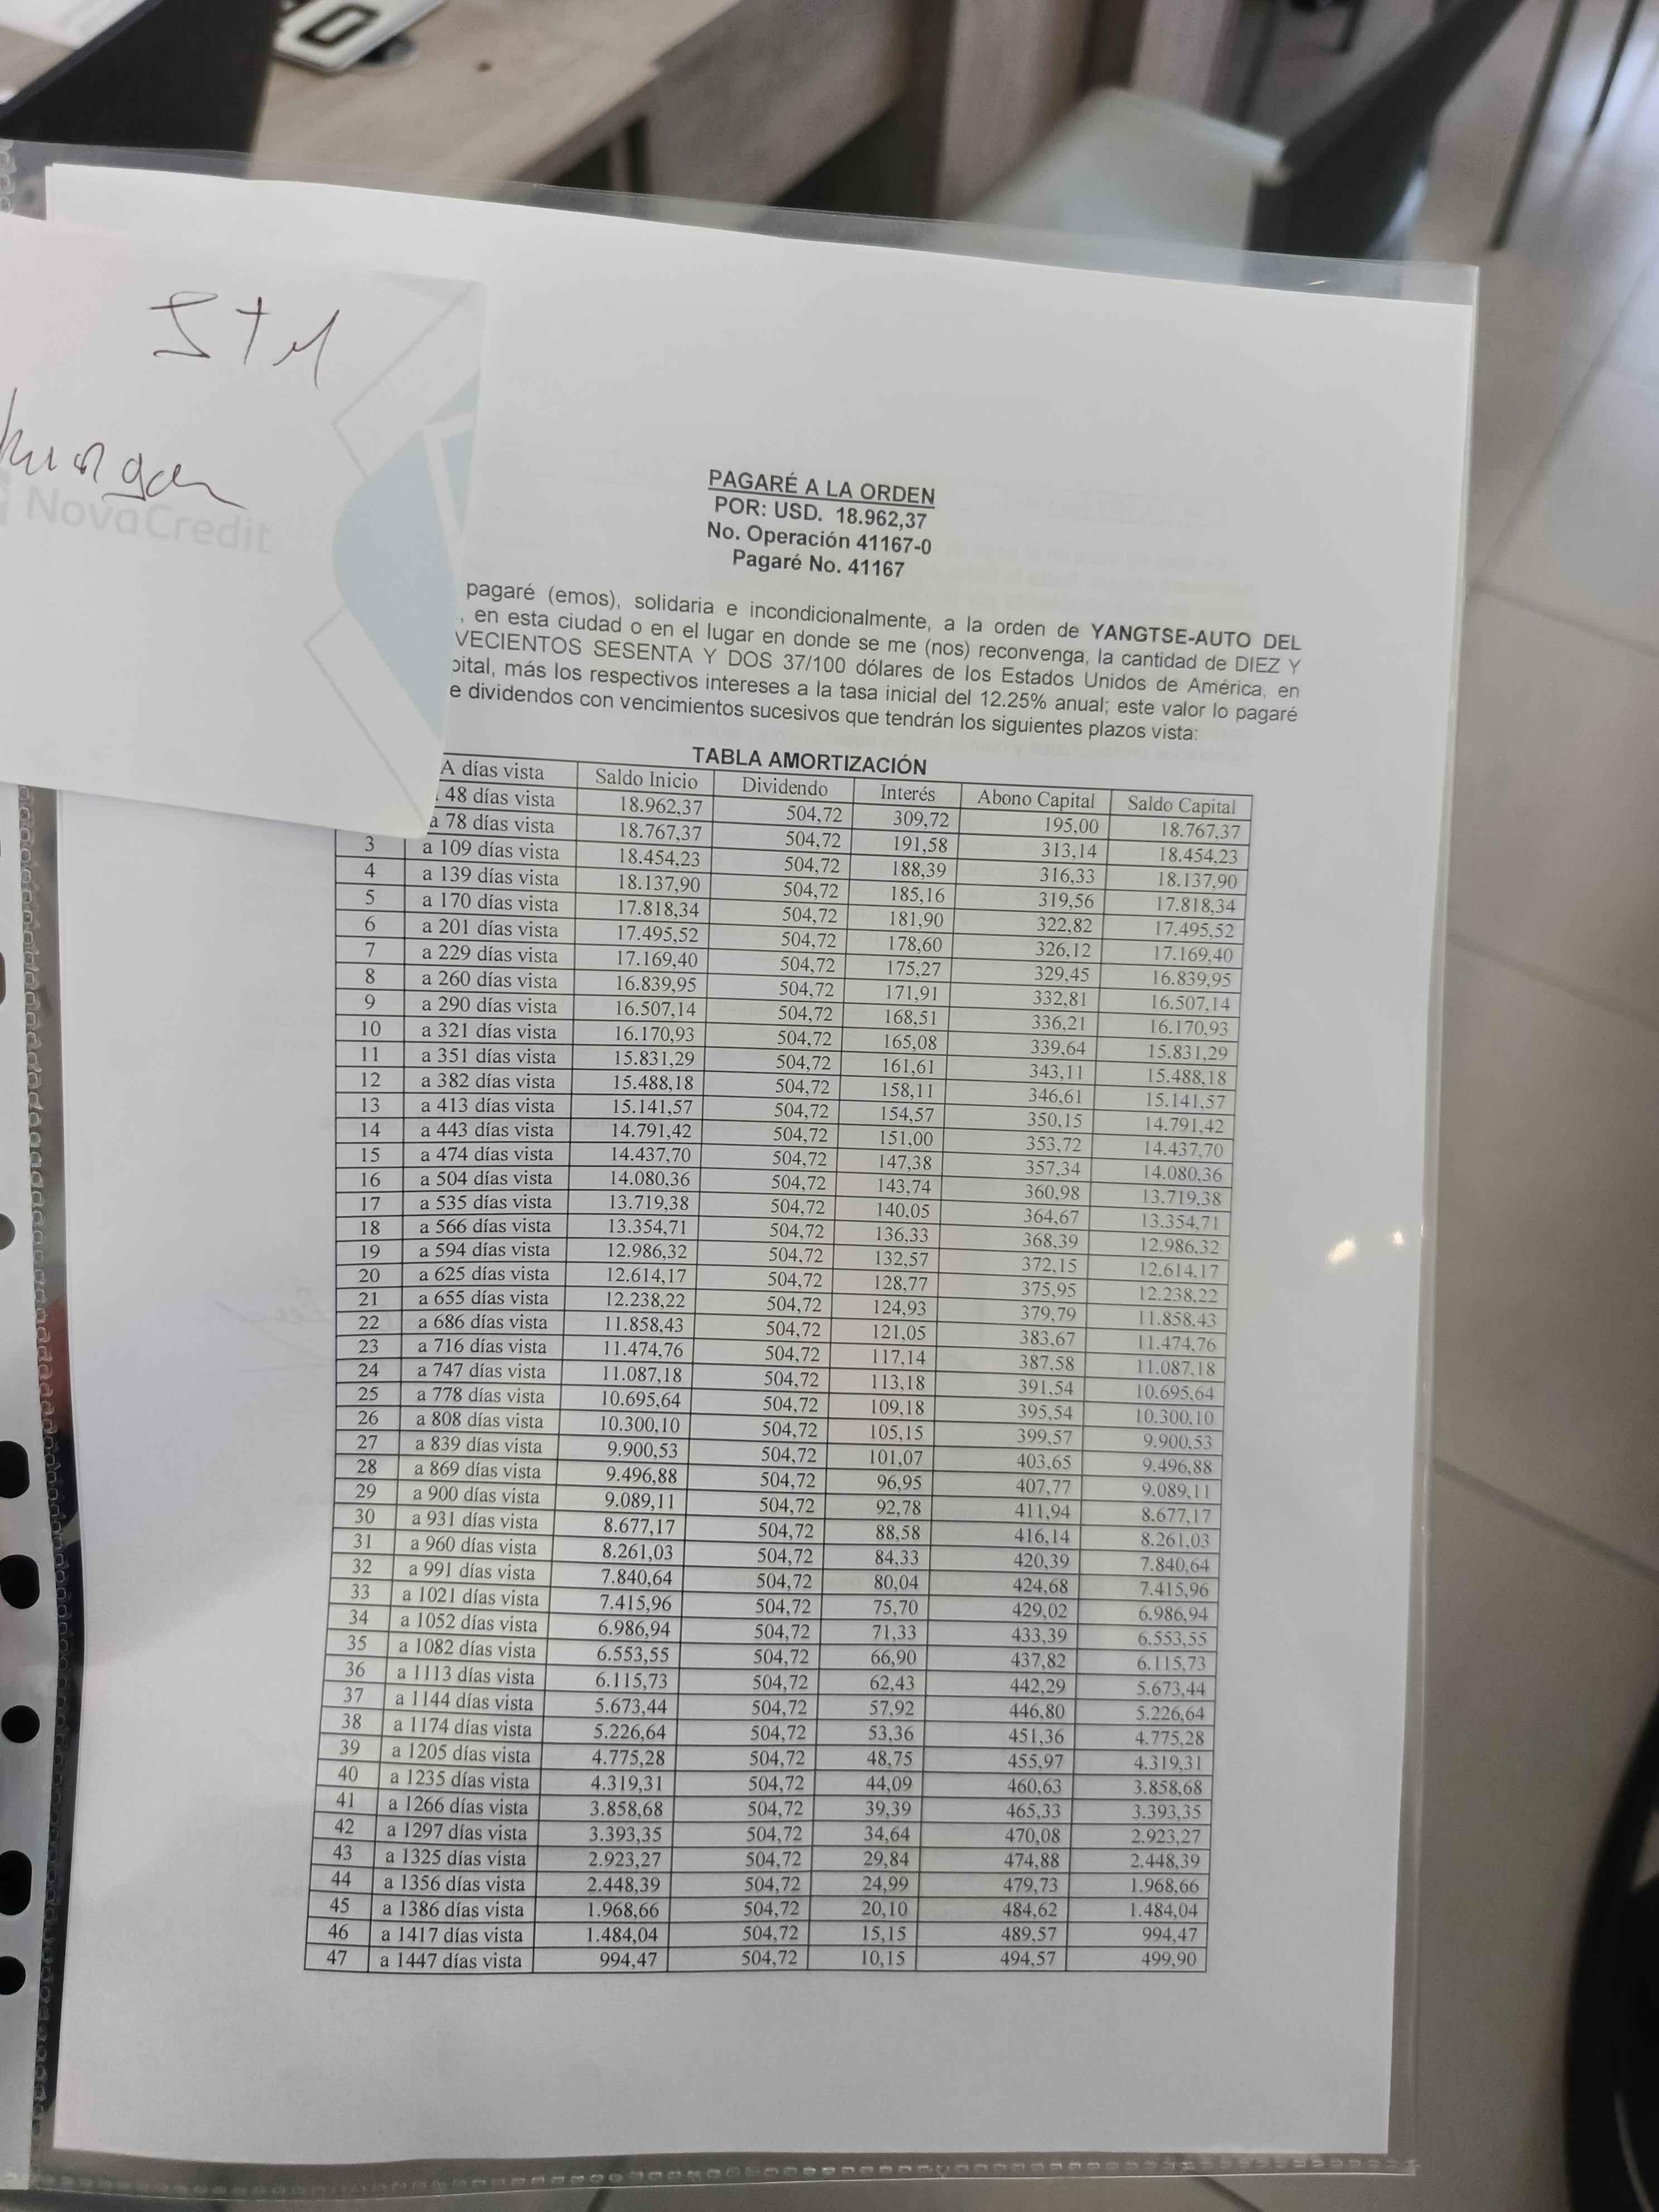 STM
NovaCredit
PAGARÉ A LA ORDEN
POR: USD. 18.962,37
No. Operación 41167-0
Pagaré No. 41167
pagaré (emos), solidaria e incondicionalmente, a la orden de YANGTSE-AUTO DEL
, en esta ciudad o en el lugar en donde se me (nos) reconvenga, la cantidad de DIEZ Y
VECIENTOS SESENTA Y DOS 37/100 dólares de los Estados Unidos de América, en
pital, más los respectivos intereses a la tasa inicial del 12.25% anual; este valor lo pagaré
e dividendos con vencimientos sucesivos que tendrán los siguientes plazos vista:
TABLA AMORTIZACIÓN
A días vista Saldo Inicio Dividendo Interés Abono Capital Saldo Capital
48 días vista 18.962,37 504,72 309,72 195,00 18.767,37
a 78 días vista 18.767,37 504,72 191,58 313,14 18.454,23
3 a 109 días vista 18.454,23 504,72 188,39 316,33 18.137,90
4 a 139 días vista 18.137,90 504,72 185,16 319,56 17.818,34
5 a 170 días vista 17.818,34 504,72 181,90 322,82 17.495,52
6 a 201 días vista 17.495,52 504,72 178,60 326,12 17.169,40
7 a 229 días vista 17.169,40 504,72 175,27 329,45 16.839,95
8 a 260 días vista 16.839,95 504,72 171,91 332,81 16.507,14
9 a 290 días vista 16.507,14 504,72 168,51 336,21 16.170,93
10 a 321 días vista 16.170,93 504,72 165,08 339,64 15.831,29
11 a 351 días vista 15.831,29 504,72 161,61 343,11 15.488,18
12 a 382 días vista 15.488,18 504,72 158,11 346,61 15.141,57
13 a 413 días vista 15.141,57 504,72 154,57 350,15 14.791,42
14 a 443 días vista 14.791,42 504,72 151,00 353,72 14.437,70
15 a 474 días vista 14.437,70 504,72 147,38 357,34 14.080,36
16 a 504 días vista 14.080,36 504,72 143,74 360,98 13.719,38
17 a 535 días vista 13.719,38 504,72 140,05 364,67 13.354,71
18 a 566 días vista 13.354,71 504,72 136,33 368,39 12.986,32
19 a 594 días vista 12.986,32 504,72 132,57 372,15 12.614,17
20 a 625 días vista 12.614,17 504,72 128,77 375,95 12.238,22
21 a 655 días vista 12.238,22 504,72 124,93 379,79 11.858,43
22 a 686 días vista 11.858,43 504,72 121,05 383,67 11.474,76
23 a 716 días vista 11.474,76 504,72 117,14 387,58 11.087,18
24 a 747 días vista 11.087,18 504,72 113,18 391,54 10.695,64
25 a 778 días vista 10.695,64 504,72 109,18 395,54 10.300,10
26 a 808 días vista 10.300,10 504,72 105,15 399,57 9.900,53
27 a 839 días vista 9.900,53 504,72 101,07 403,65 9.496,88
28 a 869 días vista 9.496,88 504,72 96,95 407,77 9.089,11
29 a 900 días vista 9.089,11 504,72 92,78 411,94 8.677,17
30 a 931 días vista 8.677,17 504,72 88,58 416,14 8.261,03
31 a 960 días vista 8.261,03 504,72 84,33 420,39 7.840,64
32 a 991 días vista 7.840,64 504,72 80,04 424,68 7.415,96
33 a 1021 días vista 7.415,96 504,72 75,70 429,02 6.986,94
34 a 1052 días vista 6.986,94 504,72 71,33 433,39 6.553,55
35 a 1082 días vista 6.553,55 504,72 66,90 437,82 6.115,73
36 a 1113 días vista 6.115,73 504,72 62,43 442,29 5.673,44
37 a 1144 días vista 5.673,44 504,72 57,92 446,80 5.226,64
38 a 1174 días vista 5.226,64 504,72 53,36 451,36 4.775,28
39 a 1205 días vista 4.775,28 504,72 48,75 455,97 4.319,31
40 a 1235 días vista 4.319,31 504,72 44,09 460,63 3.858,68
41 a 1266 días vista 3.858,68 504,72 39,39 465,33 3.393,35
42 a 1297 días vista 3.393,35 504,72 34,64 470,08 2.923,27
43 a 1325 días vista 2.923,27 504,72 29,84 474,88 2.448,39
44 a 1356 días vista 2.448,39 504,72 24,99 479,73 1.968,66
45 a 1386 días vista 1.968,66 504,72 20,10 484,62 1.484,04
46 a 1417 días vista 1.484,04 504,72 15,15 489,57 994,47
47 a 1447 días vista 994,47 504,72 10,15 494,57 499,90